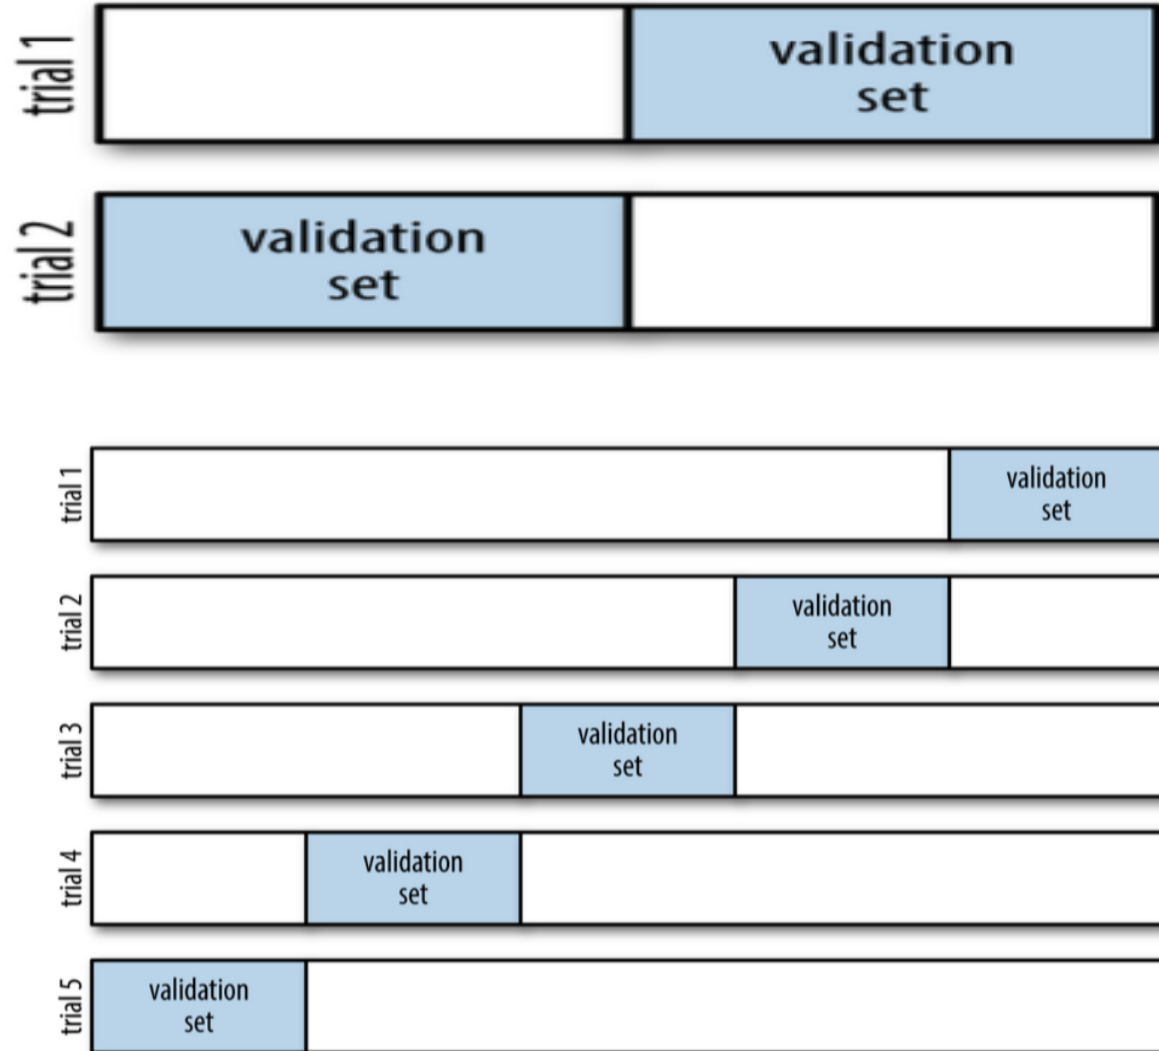 trial 1
validation
set
trial 2
validation
set
trial 1
validation
set
trial 2
validation
set
trial 3
validation
set
trial 4
validation
set
trial 5
validation
set